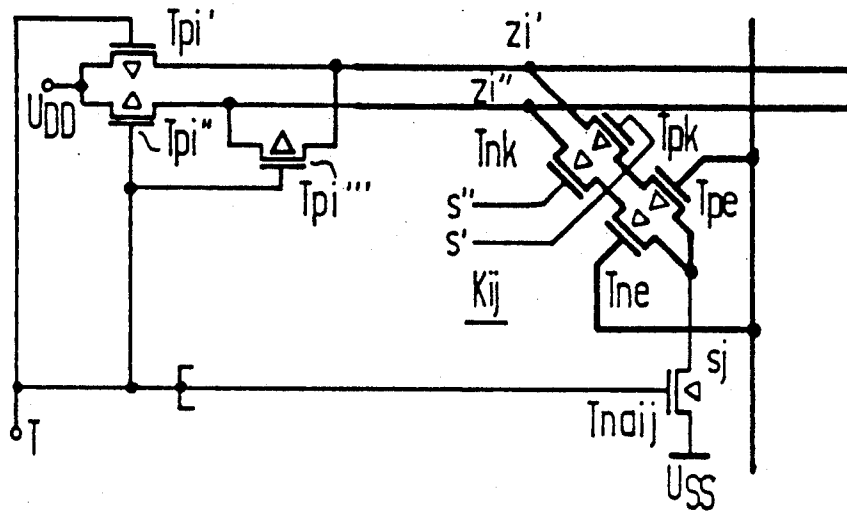 Tpi'
zi'
zi"
UDD
Tpi"
Tpi'''
Tnk
Tpk
s"
s'
Tpe
Kij
Tne
sj
Tnaij
T
USS